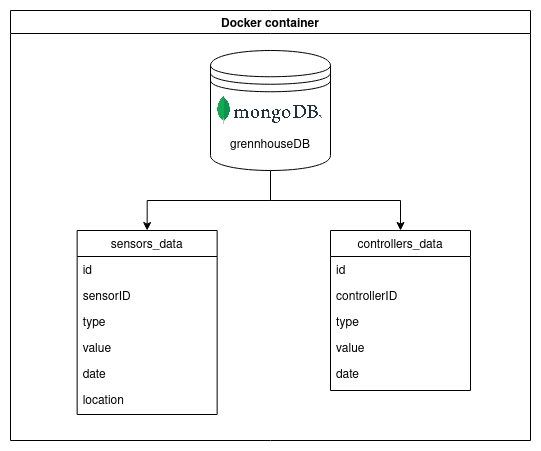 Docker container
mongoDB.
grennhouseDB
sensors_data
id
sensorID
type
value
date
location
controllers_data
id
controllerID
type
value
date